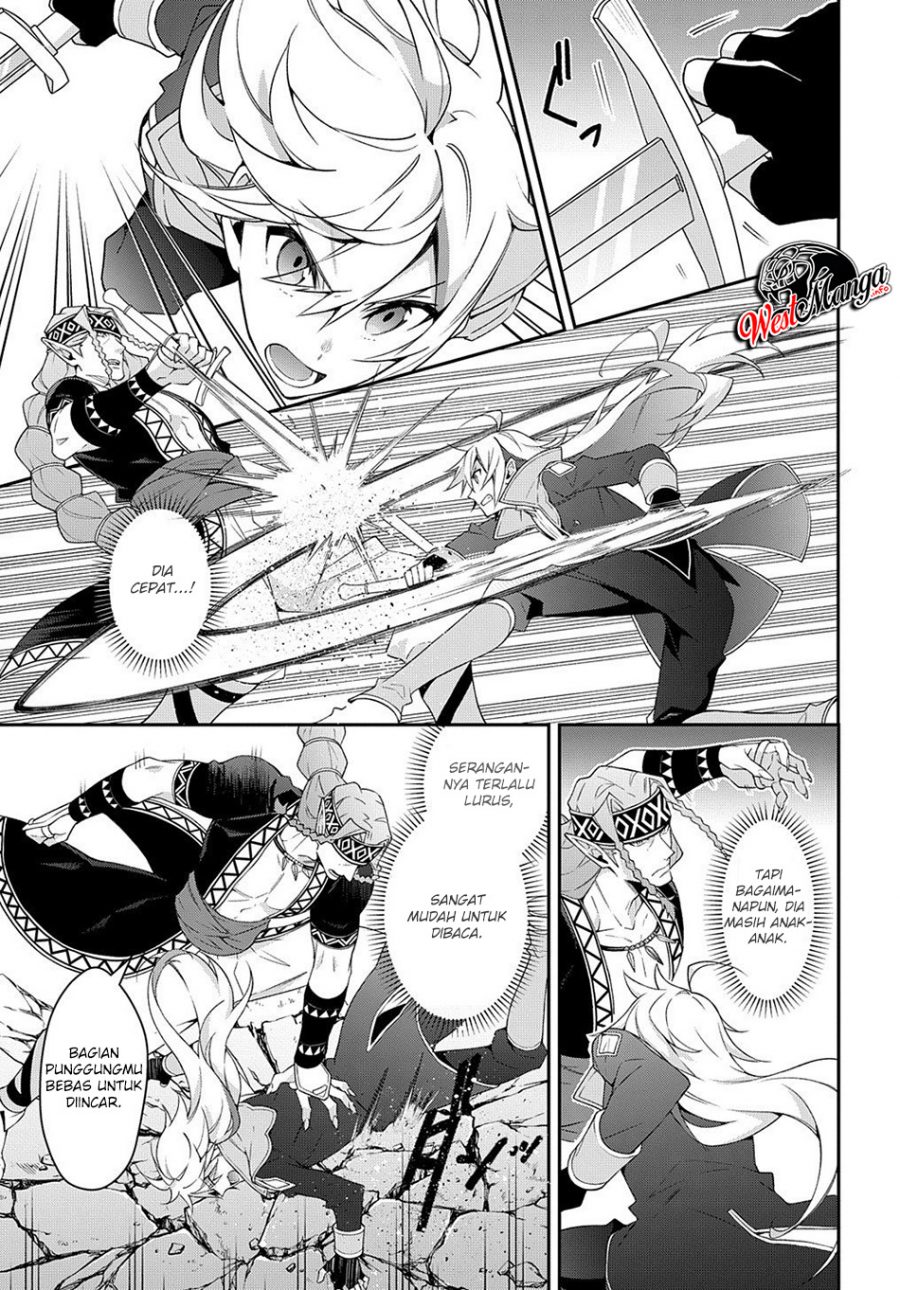 WestManga
.info
DIA
CEPAT...!
TAPI
BAGAIMA-
NAPUN, DIA
MASIH ANAK-
ANAK.
SERANGAN-
NYA TERLALU
LURUS,
SANGAT
MUDAH UNTUK
DIBACA.
BAGIAN
PUNGGUNGMU
BEBAS UNTUK
DIINCAR.